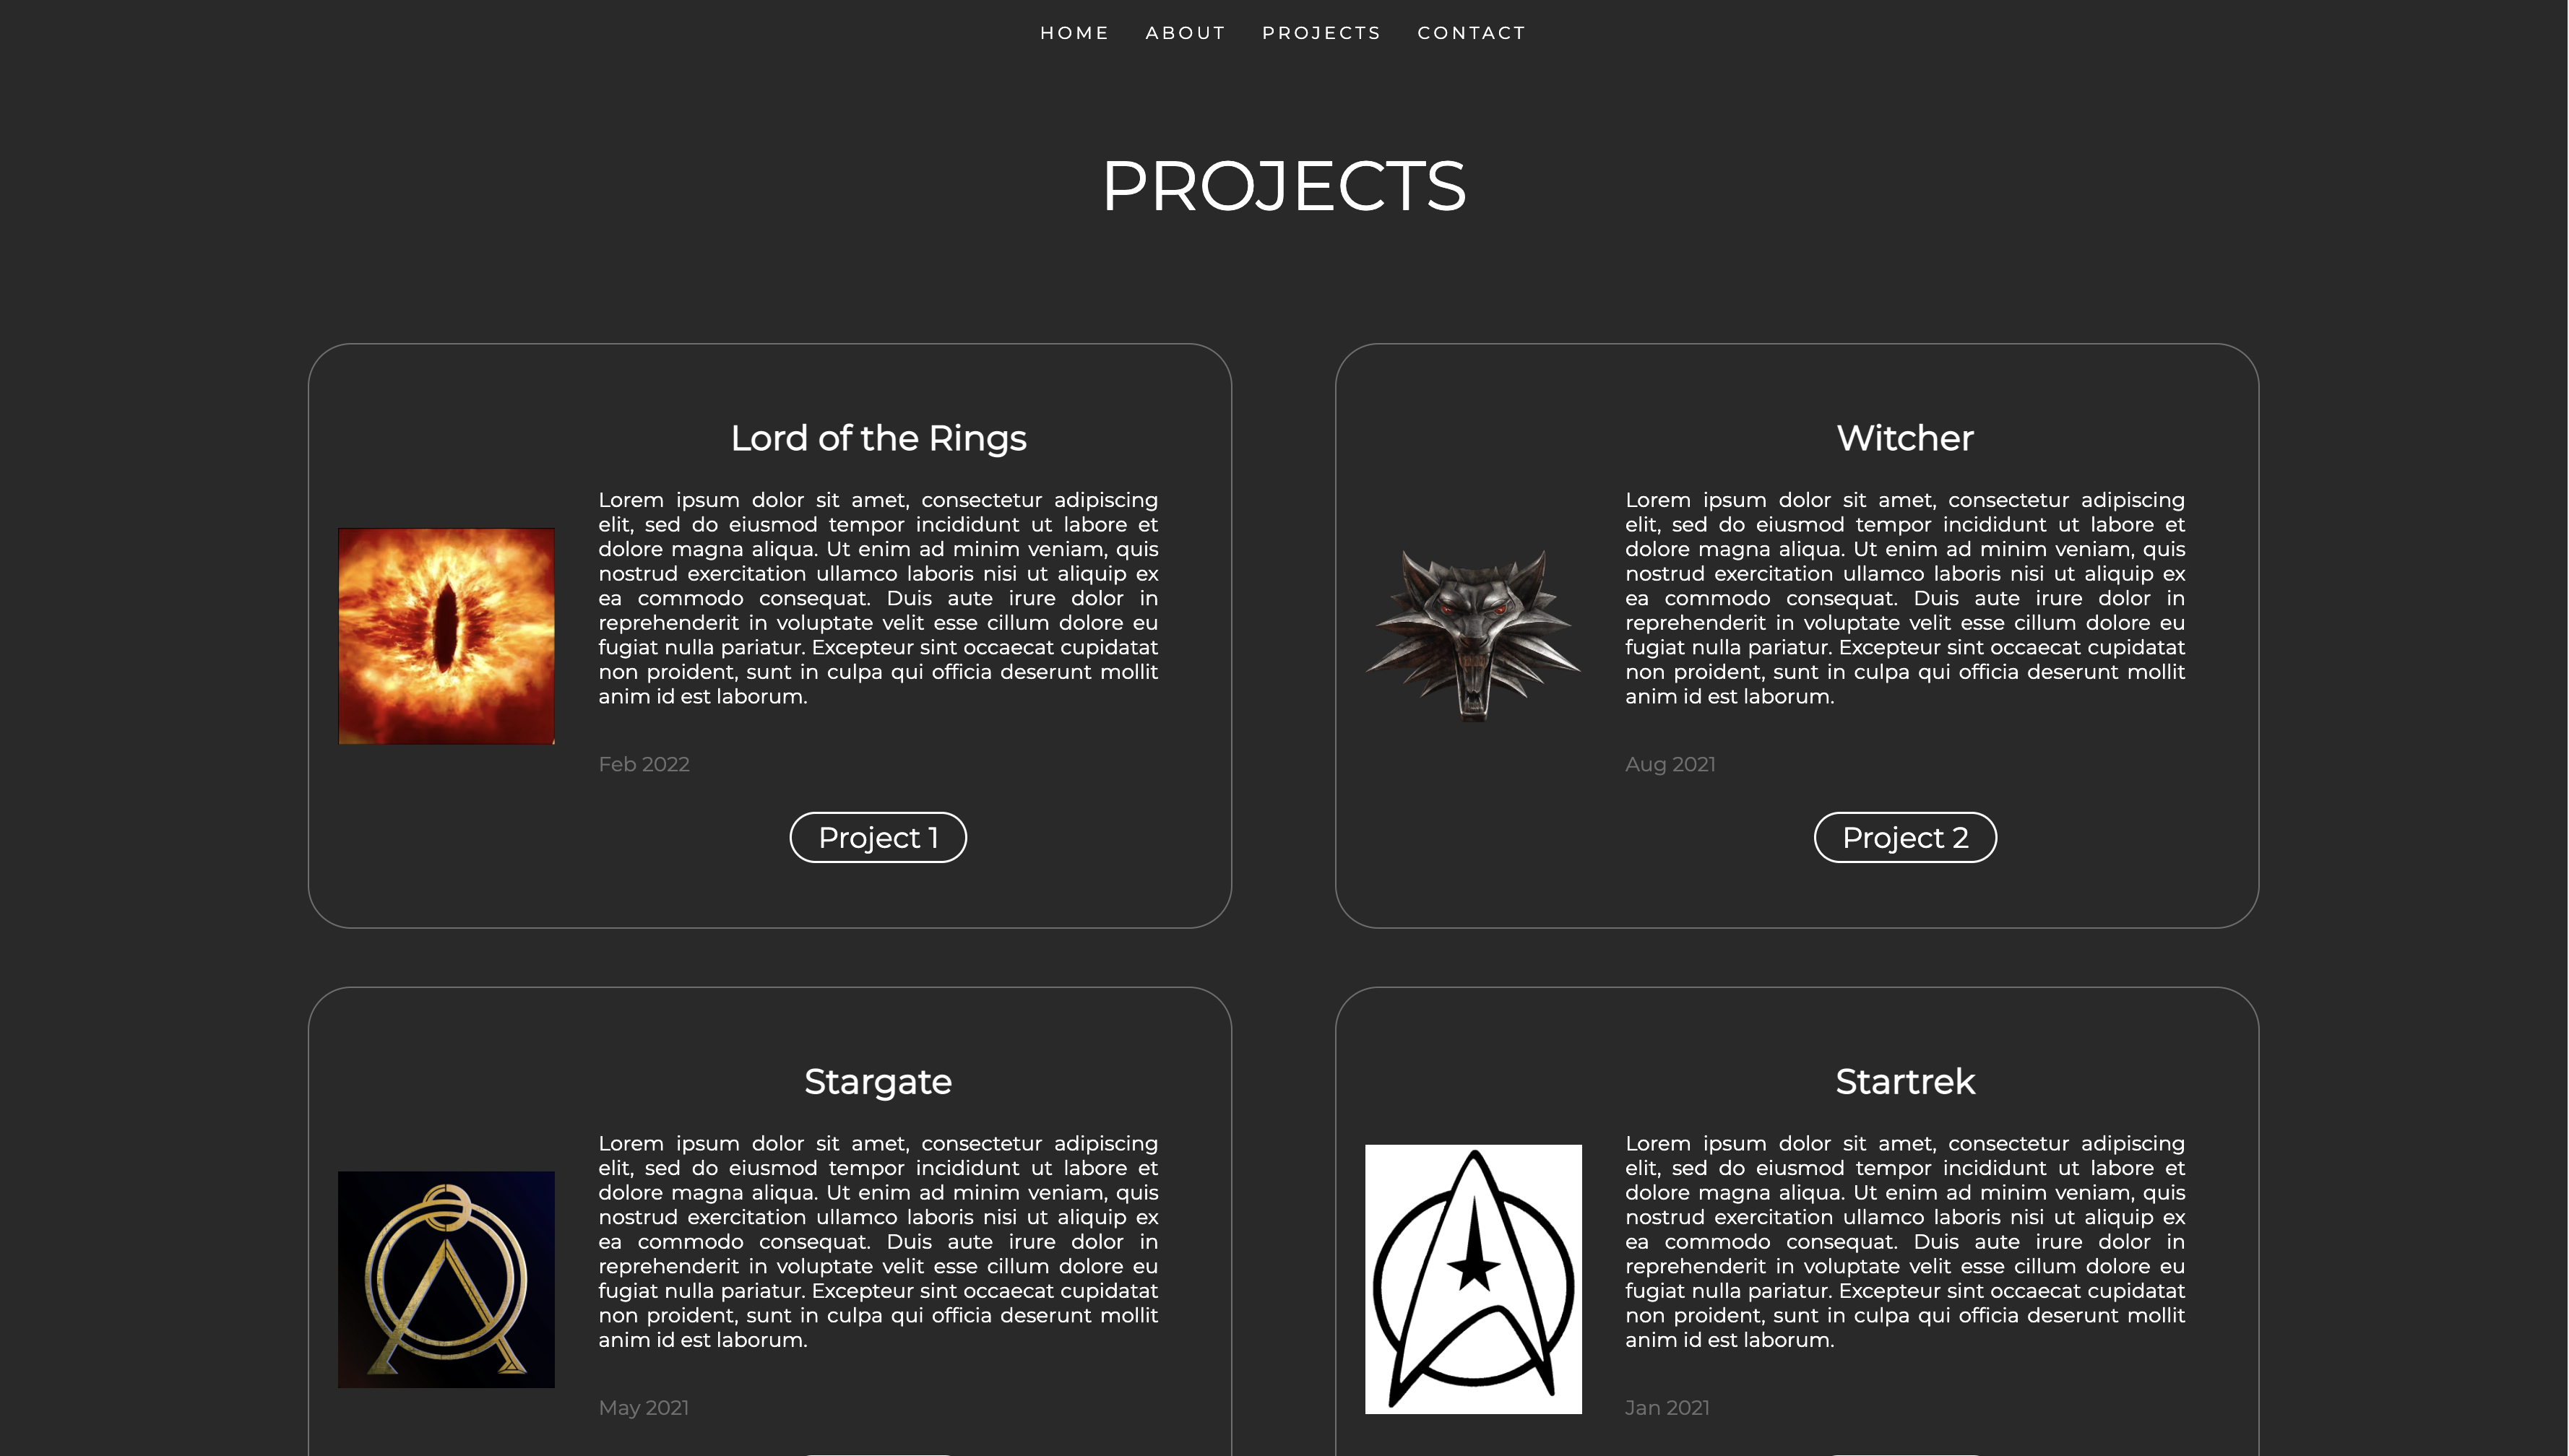 HOME ABOUT PROJECTS CONTACT
PROJECTS
Lord of the Rings
Lorem ipsum dolor sit amet, consectetur adipiscing
elit, sed do eiusmod tempor incididunt ut labore et
dolore magna aliqua. Ut enim ad minim veniam, quis
nostrud exercitation ullamco laboris nisi ut aliquip ex
ea commodo consequat. Duis aute irure dolor in
reprehenderit in voluptate velit esse cillum dolore eu
fugiat nulla pariatur. Excepteur sint occaecat cupidatat
non proident, sunt in culpa qui officia deserunt mollit
anim id est laborum.
Feb 2022
Project 1
Witcher
Lorem ipsum dolor sit amet, consectetur adipiscing
elit, sed do eiusmod tempor incididunt ut labore et
dolore magna aliqua. Ut enim ad minim veniam, quis
nostrud exercitation ullamco laboris nisi ut aliquip ex
ea commodo consequat. Duis aute irure dolor in
reprehenderit in voluptate velit esse cillum dolore eu
fugiat nulla pariatur. Excepteur sint occaecat cupidatat
non proident, sunt in culpa qui officia deserunt mollit
anim id est laborum.
Aug 2021
Project 2
Stargate
Lorem ipsum dolor sit amet, consectetur adipiscing
elit, sed do eiusmod tempor incididunt ut labore et
dolore magna aliqua. Ut enim ad minim veniam, quis
nostrud exercitation ullamco laboris nisi ut aliquip ex
ea commodo consequat. Duis aute irure dolor in
reprehenderit in voluptate velit esse cillum dolore eu
fugiat nulla pariatur. Excepteur sint occaecat cupidatat
non proident, sunt in culpa qui officia deserunt mollit
anim id est laborum.
May 2021
Startrek
Lorem ipsum dolor sit amet, consectetur adipiscing
elit, sed do eiusmod tempor incididunt ut labore et
dolore magna aliqua. Ut enim ad minim veniam, quis
nostrud exercitation ullamco laboris nisi ut aliquip ex
ea commodo consequat. Duis aute irure dolor in
reprehenderit in voluptate velit esse cillum dolore eu
fugiat nulla pariatur. Excepteur sint occaecat cupidatat
non proident, sunt in culpa qui officia deserunt mollit
anim id est laborum.
Jan 2021